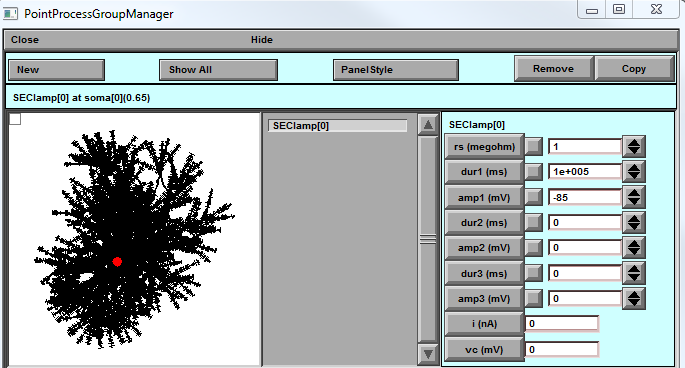 PointProcessGroupManager
Close Hide
New Show All PanelStyle Remove Copy
SEClamp[0] at soma[0](0.65)
SEClamp[0]
SEClamp[0]
rs (megohm) 1
dur1 (ms) 1e+005
amp1 (mV) -85
dur2 (ms) 0
amp2 (mV) 0
dur3 (ms) 0
amp3 (mV) 0
i (nA) 0
vc (mV) 0